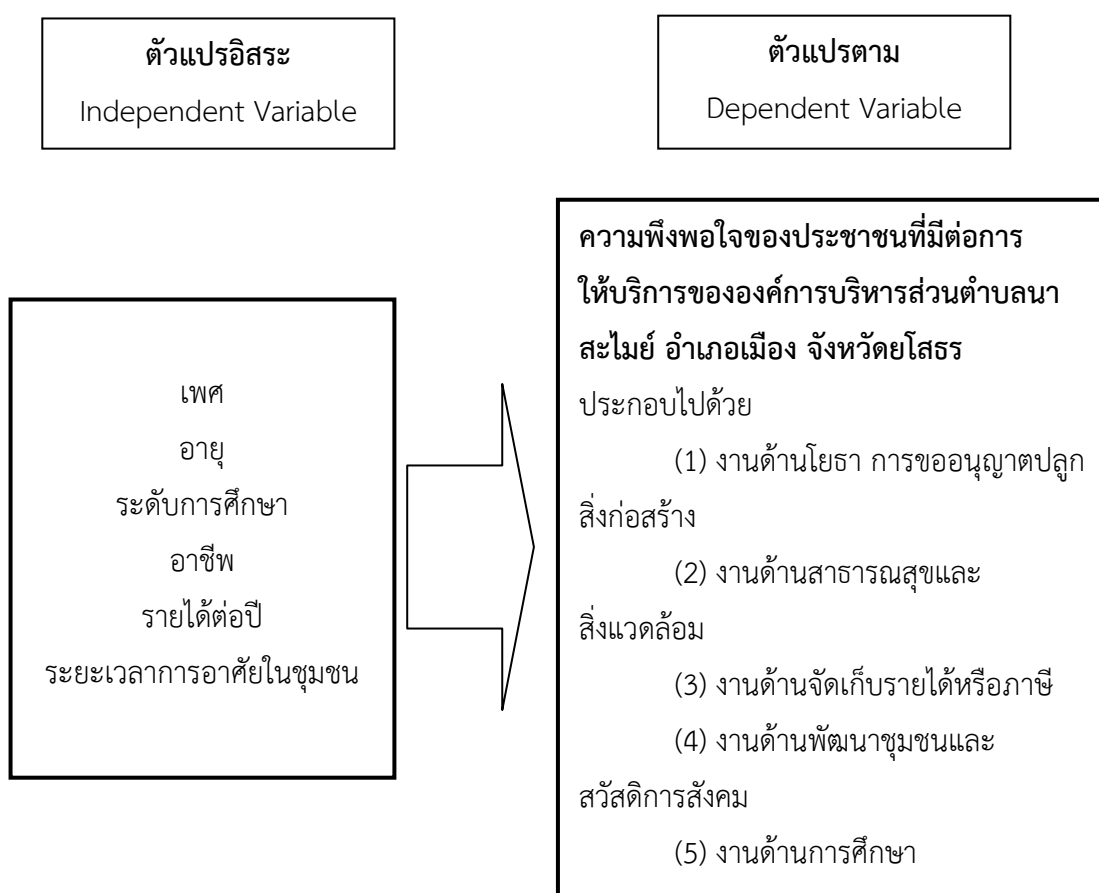 ตัวแปรอิสระ
Independent Variable
ตัวแปรตาม
Dependent Variable
เพศ
อายุ
ระดับการศึกษา
อาชีพ
รายได้ต่อปี
ระยะเวลาการอาศัยในชุมชน
ความพึงพอใจของประชาชนที่มีต่อการ
ให้บริการขององค์การบริหารส่วนตำบลนา
สะไมย์ อำเภอเมือง จังหวัดยโสธร
ประกอบไปด้วย
(1) งานด้านโยธา การขออนุญาตปลูก
สิ่งก่อสร้าง
(2) งานด้านสาธารณสุขและ
สิ่งแวดล้อม
(3) งานด้านจัดเก็บรายได้หรือภาษี
(4) งานด้านพัฒนาชุมชนและ
สวัสดิการสังคม
(5) งานด้านการศึกษา